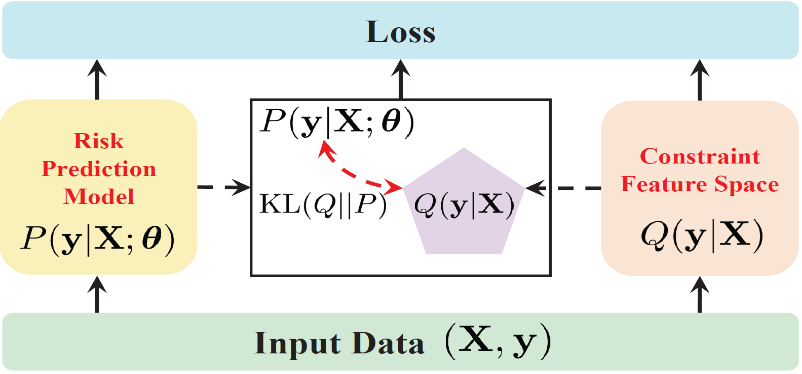 Loss
Risk
Prediction
Model
P(y|X; θ)
P(y|X; θ)
KL(Q||P)
Q(y|X)
Constraint
Feature Space
Q(y|X)
Input Data (X, y)